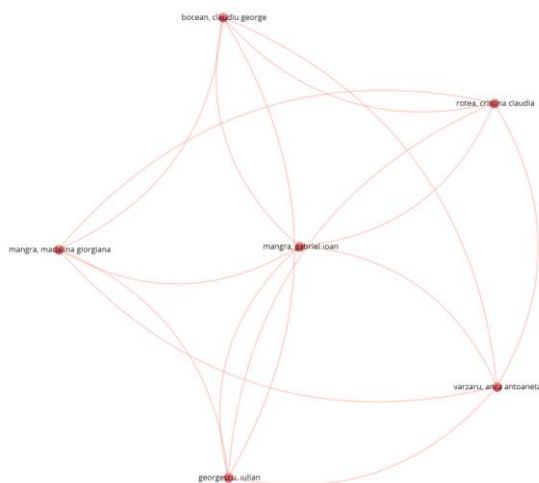 bocean, claudiu george
rotea, cristina claudia
mangra, madalina giorgiana
mangra, gabriel ioan
varzaru, anca antoaneta
georgescu, iulian